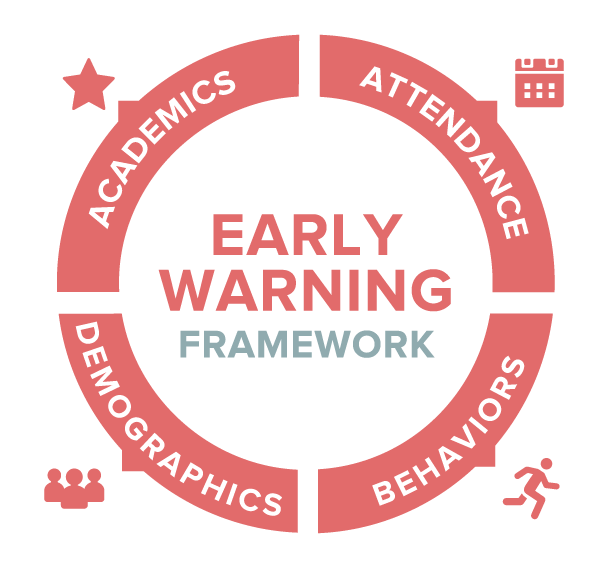 ACADEMICS
ATTENDANCE
EARLY
WARNING
FRAMEWORK
DEMOGRAPHICS
BEHAVIORS